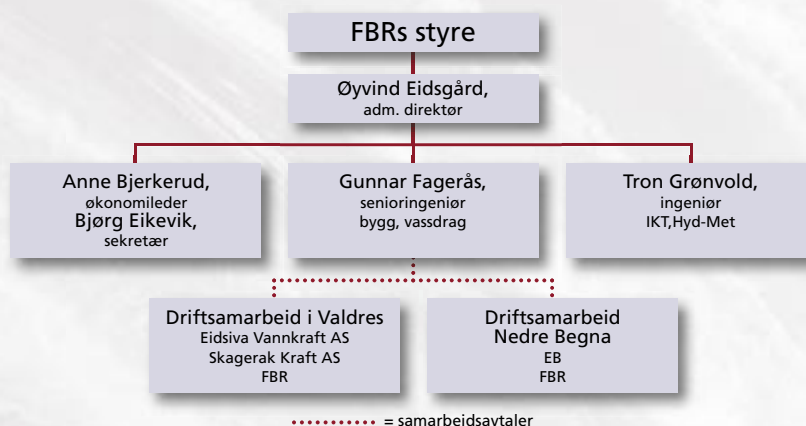 FBRs styre
Øyvind Eidsgård,
adm. direktør
Anne Bjerkerud,
økonomileder
Bjørg Eikevik,
sekretær
Gunnar Fagerås,
senioringeniør
bygg, vassdrag
Tron Grønvold,
ingeniør
IKT,Hyd-Met
Driftsamarbeid i Valdres
Eidsiva Vannkraft AS
Skagerak Kraft AS
FBR
Driftsamarbeid
Nedre Begna
EB
FBR
= samarbeidsavtaler